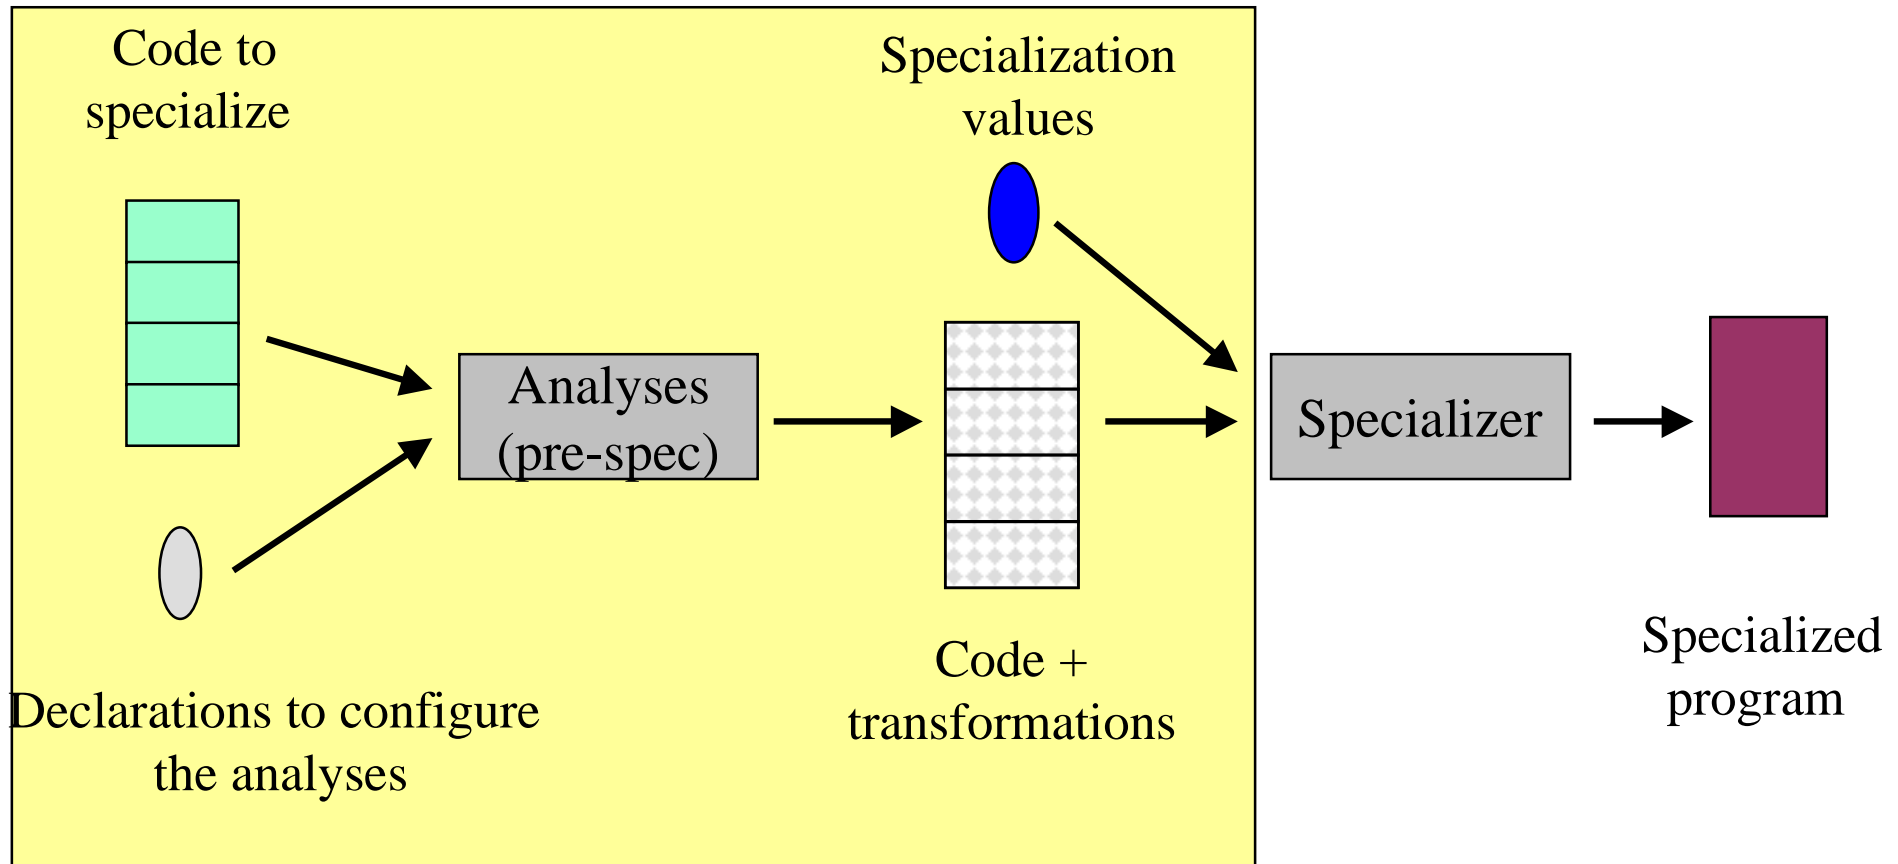 Code to
specialize
Specialization
values
Analyses
(pre-spec)
Specializer
Declarations to configure
the analyses
Code +
transformations
Specialized
program